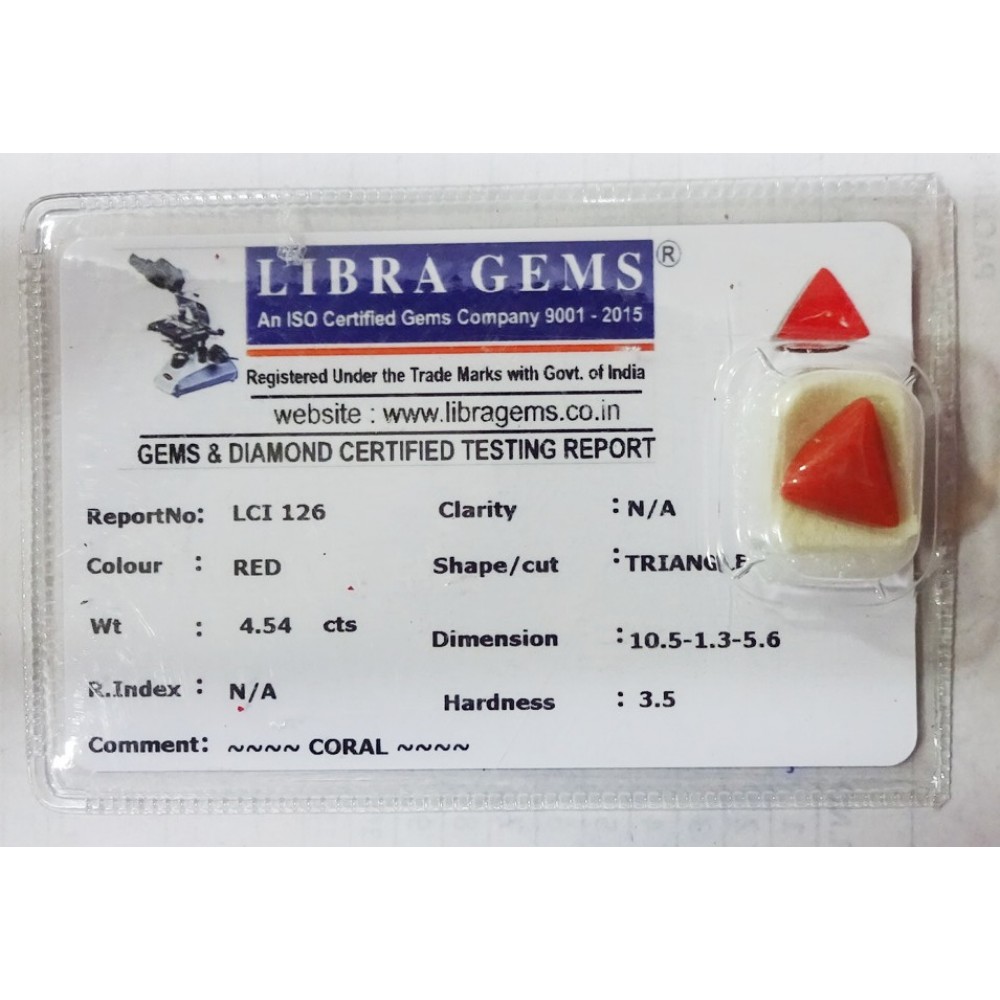 LIBRA GEMS ®
An ISO Certified Gems Company 9001 - 2015
Registered Under the Trade Marks with Govt. of India
website : www.libragems.co.in
GEMS & DIAMOND CERTIFIED TESTING REPORT
ReportNo: LCI 126 Clarity : N/A
Colour : RED Shape/cut : TRIANGLE
Wt : 4.54 cts Dimension : 10.5-1.3-5.6
R.Index : N/A Hardness : 3.5
Comment: ~~~~ CORAL ~~~~